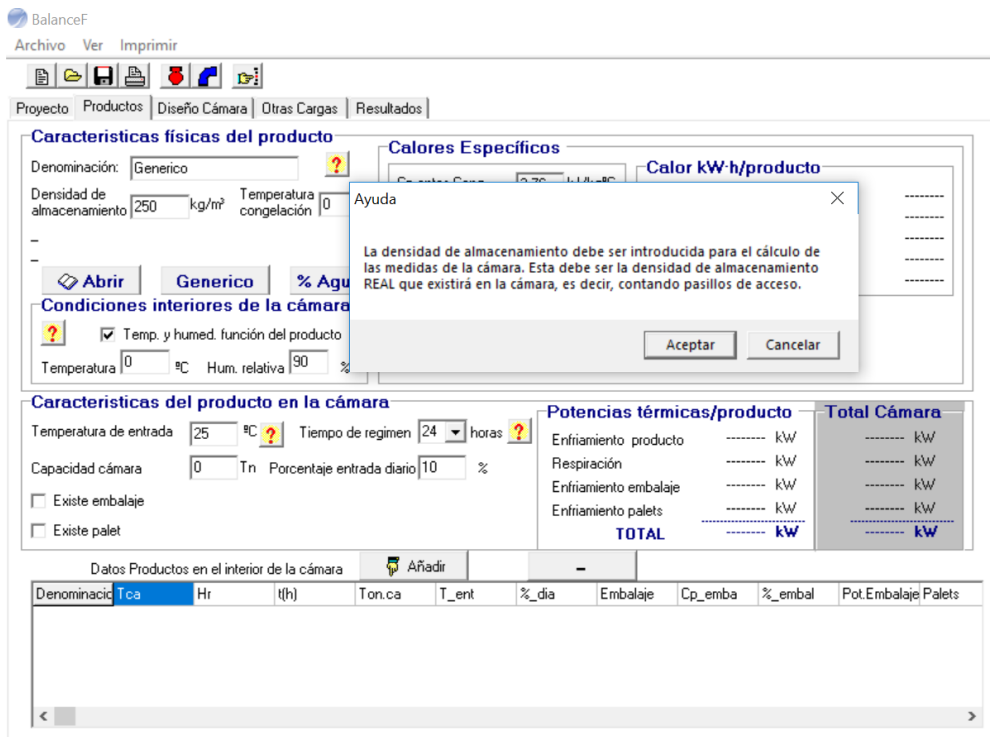 BalanceF
Archivo Ver Imprimir
Proyecto Productos Diseño Cámara Otras Cargas Resultados
Caracteristicas físicas del producto
Denominación: Generico ?
Densidad de almacenamiento 250 kg/m³ Temperatura congelación 0
–
–
Abrir Generico % Agu
Condiciones interiores de la cámara
? Temp. y humed. función del producto
Temperatura 0 ºC Hum. relativa 90 %
Calores Específicos
Calor kW·h/producto
--------
--------
--------
--------
--------
Ayuda
La densidad de almacenamiento debe ser introducida para el cálculo de
las medidas de la cámara. Esta debe ser la densidad de almacenamiento
REAL que existirá en la cámara, es decir, contando pasillos de acceso.
Aceptar Cancelar
Caracteristicas del producto en la cámara
Temperatura de entrada 25 ºC ? Tiempo de regimen 24 horas ?
Capacidad cámara 0 Tn Porcentaje entrada diario 10 %
Existe embalaje
Existe palet
Potencias térmicas/producto Total Cámara
Enfriamiento producto -------- kW -------- kW
Respiración -------- kW -------- kW
Enfriamiento embalaje -------- kW -------- kW
Enfriamiento palets -------- kW -------- kW
TOTAL -------- kW -------- kW
Datos Productos en el interior de la cámara Añadir –
Denominacic Tca Hr t(h) Ton.ca T_ent %_dia Embalaje Cp_emba %_embal Pot.Embalaje Palets